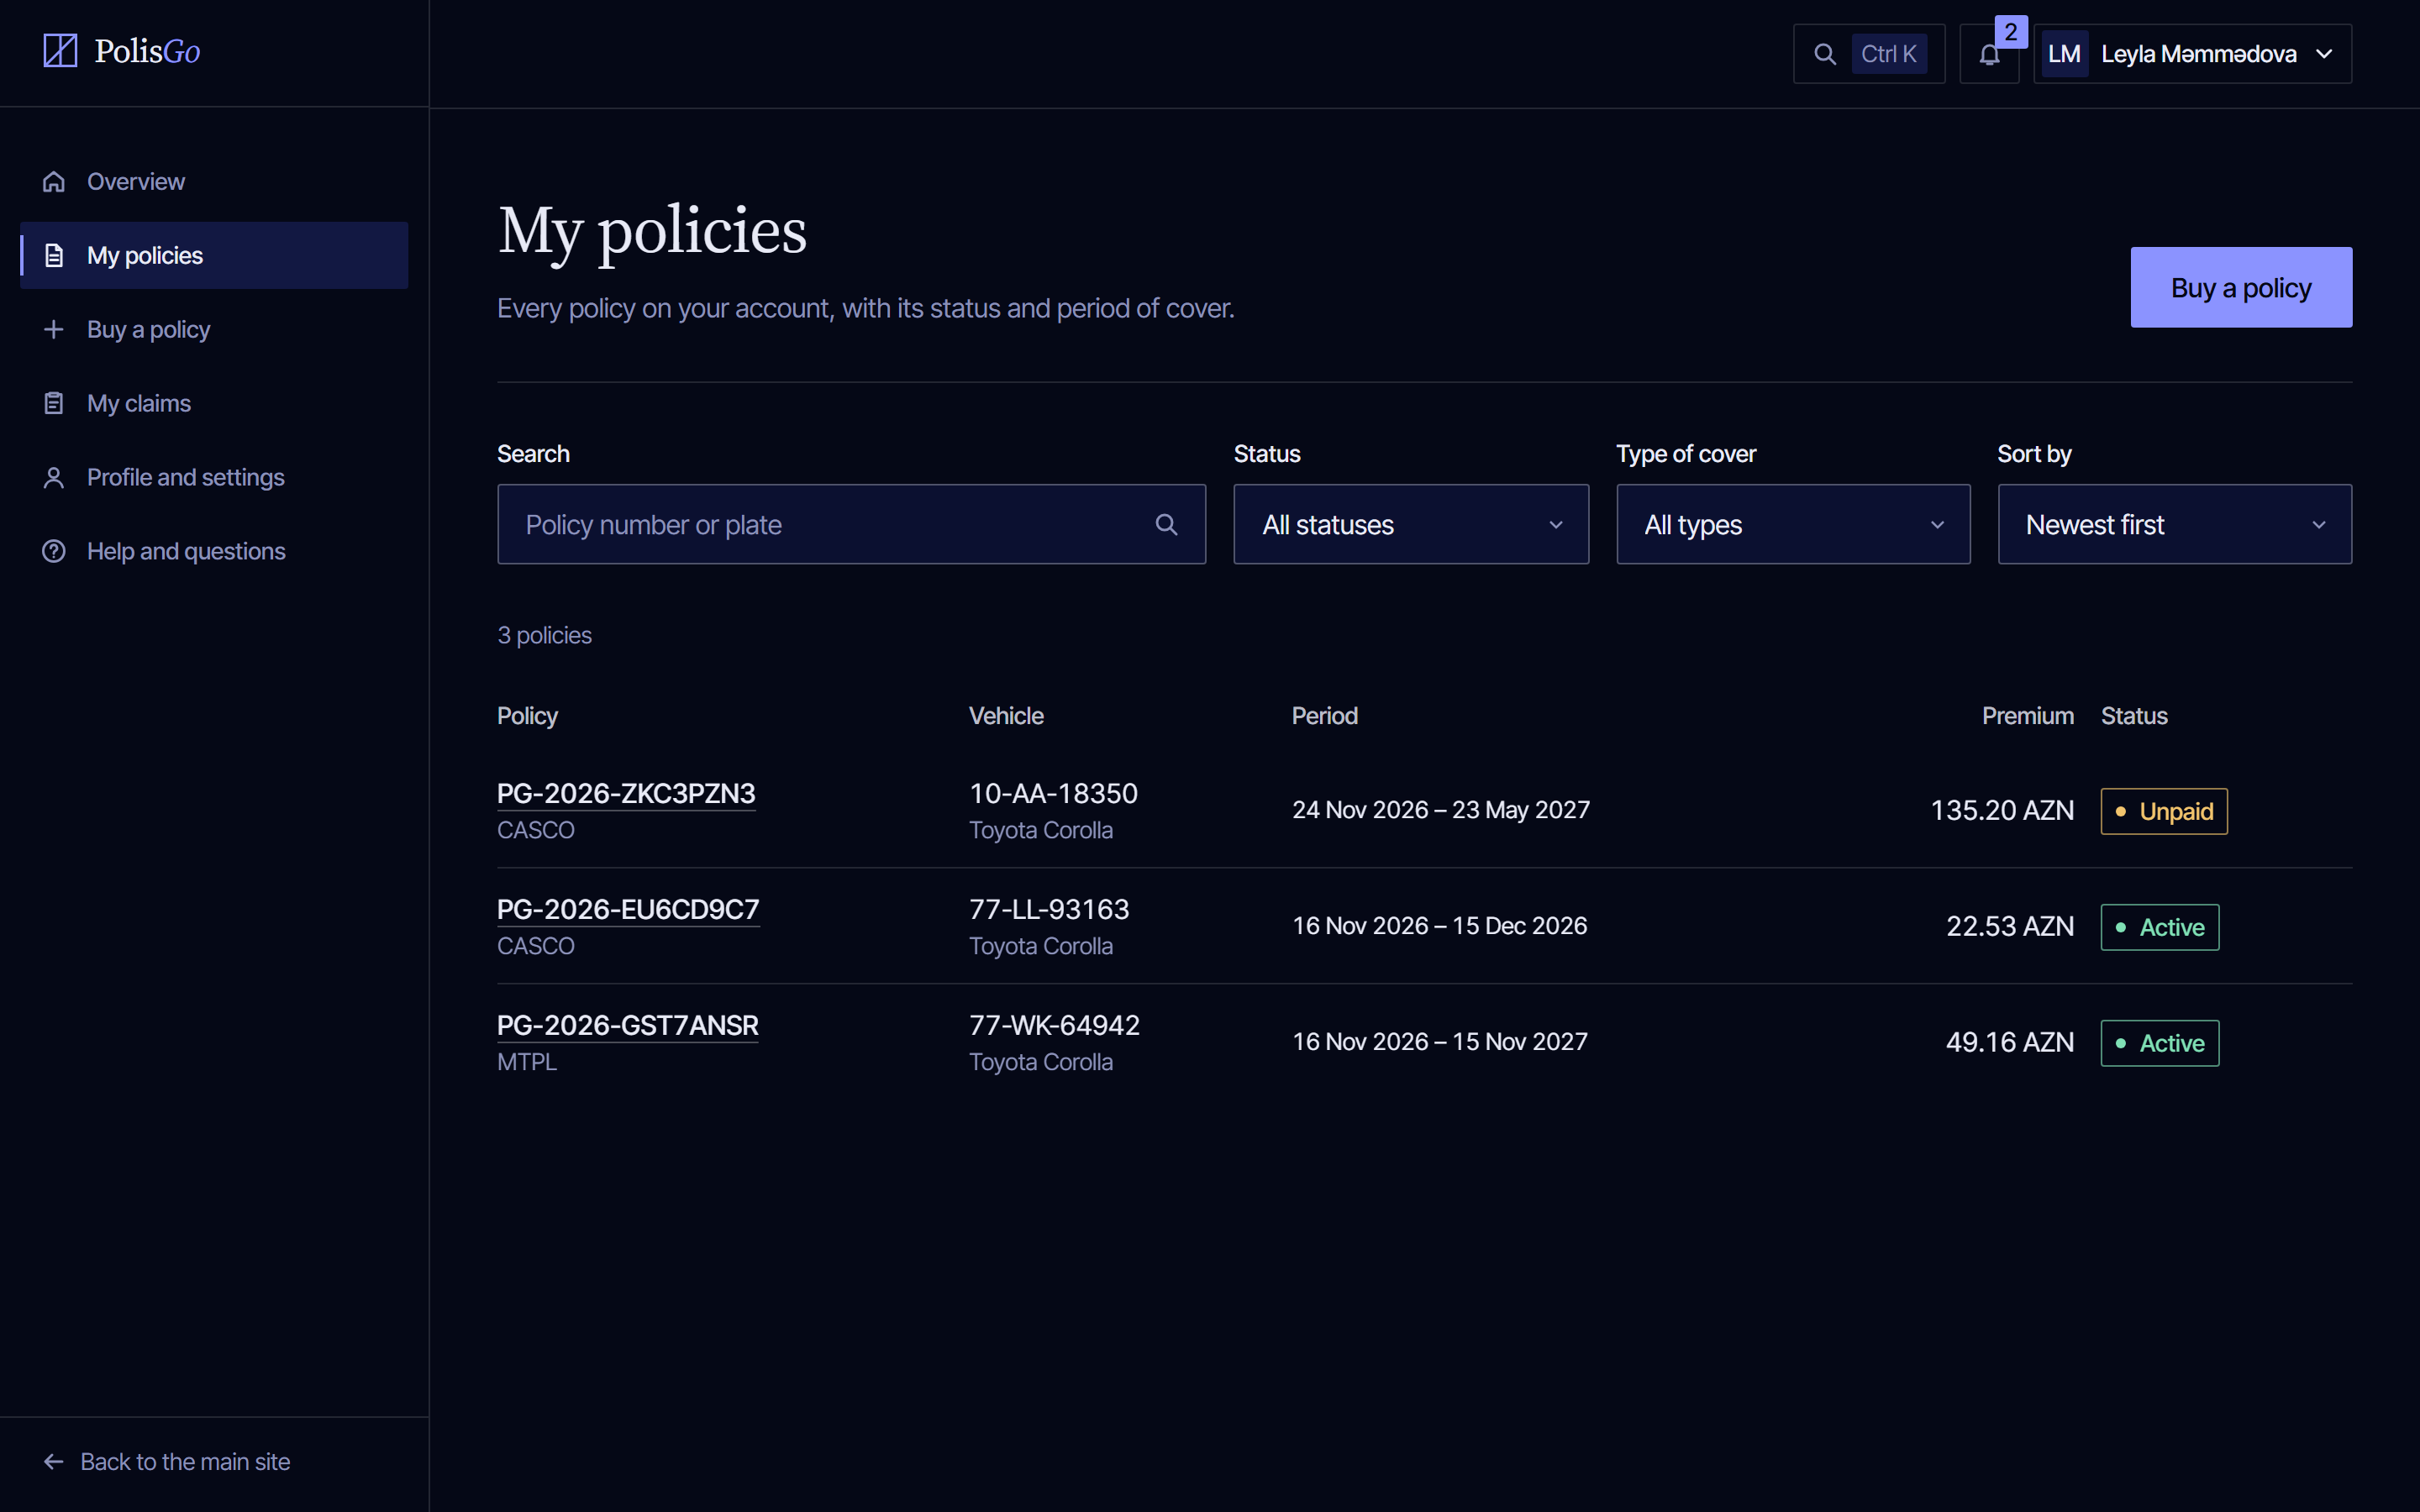 PolisGo
Ctrl K
2
LM Leyla Məmmədova
Overview
My policies
Buy a policy
My claims
Profile and settings
Help and questions
Back to the main site
My policies
Every policy on your account, with its status and period of cover.
Buy a policy
Search Status Type of cover Sort by
Policy number or plate All statuses All types Newest first
3 policies
Policy Vehicle Period Premium Status
PG-2026-ZKC3PZN3 10-AA-18350 24 Nov 2026 – 23 May 2027 135.20 AZN Unpaid
CASCO Toyota Corolla
PG-2026-EU6CD9C7 77-LL-93163 16 Nov 2026 – 15 Dec 2026 22.53 AZN Active
CASCO Toyota Corolla
PG-2026-GST7ANSR 77-WK-64942 16 Nov 2026 – 15 Nov 2027 49.16 AZN Active
MTPL Toyota Corolla